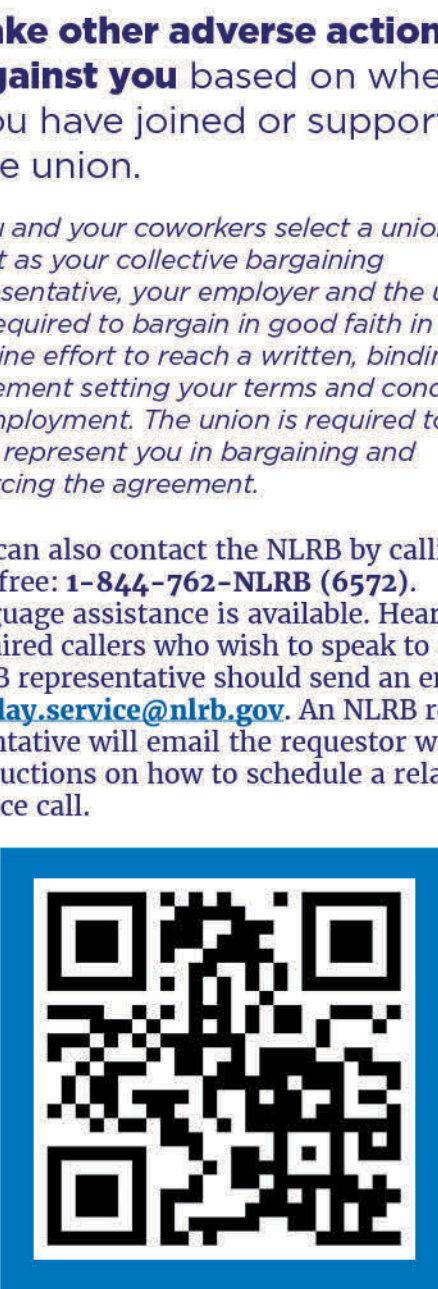 ake other adverse action
gainst you based on whe
ou have joined or support
e union.
u and your coworkers select a union
t as your collective bargaining
esentative, your employer and the u
equired to bargain in good faith in
ine effort to reach a written, bindin
ement setting your terms and cond
mployment. The union is required to
represent you in bargaining and
rcing the agreement.
can also contact the NLRB by calli
free: 1-844-762-NLRB (6572).
guage assistance is available. Hear
aired callers who wish to speak to
B representative should send an em
lay.service@nlrb.gov. An NLRB re
entative will email the requestor w
uctions on how to schedule a rela
ice call.